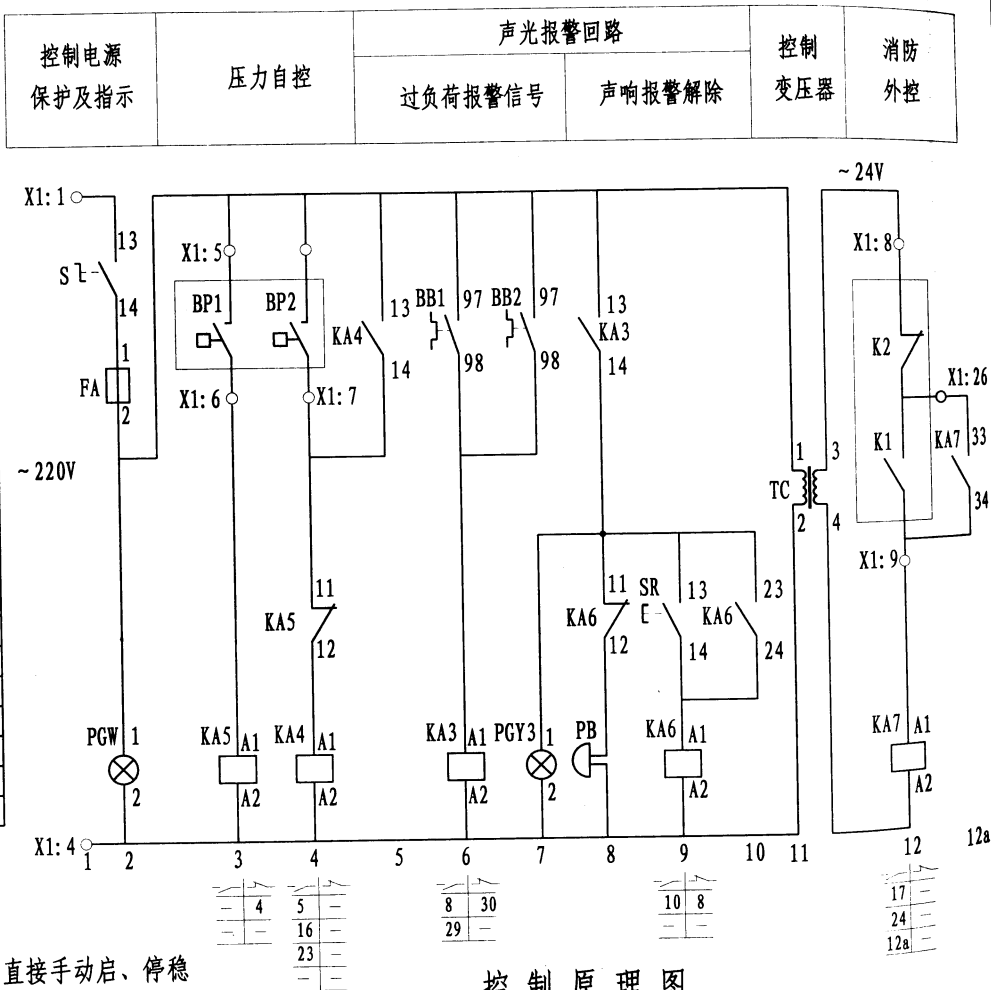 控制电源
保护及指示
压力自控
声光报警回路
过负荷报警信号
声响报警解除
控制
变压器
消防
外控
~24V
X1:1
X1:5
X1:8
13
S
14
BP1
BP2
KA4
13
14
BB1
97
98
BB2
97
98
13
KA3
14
K2
1
FA
2
X1:6
X1:7
X1:26
K1
KA7
33
34
~220V
1
3
TC
2
4
X1:9
11
KA5
12
11
KA6
12
SR
13
14
23
KA6
24
PGW
1
2
KA5
A1
A2
KA4
A1
A2
KA3
A1
A2
PGY3
1
2
PB
KA6
A1
A2
KA7
A1
A2
X1:4
1
2
3
4
5
6
7
8
9
10
11
12
12a
— 4
— —
5 —
16 —
23 —
— —
8 30
29 —
10 8
— —
17 —
24 —
12a —
直接手动启、停稳
控制原理图